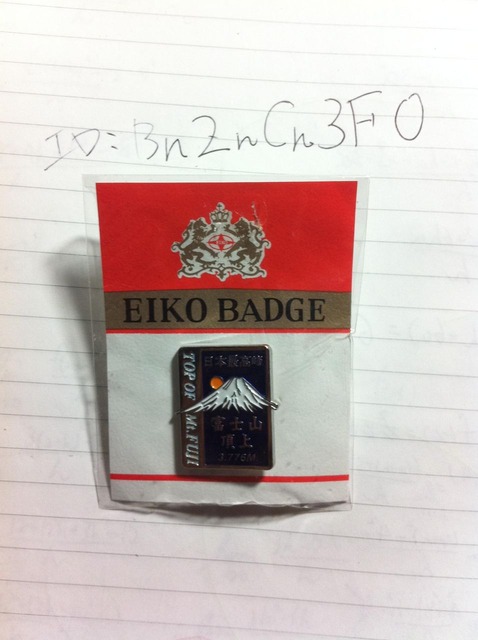 ID: BnZnCn3F0
EIKO BADGE
日本最高峰
TOP OF Mt. FUJI
富士山
頂上
3,776M